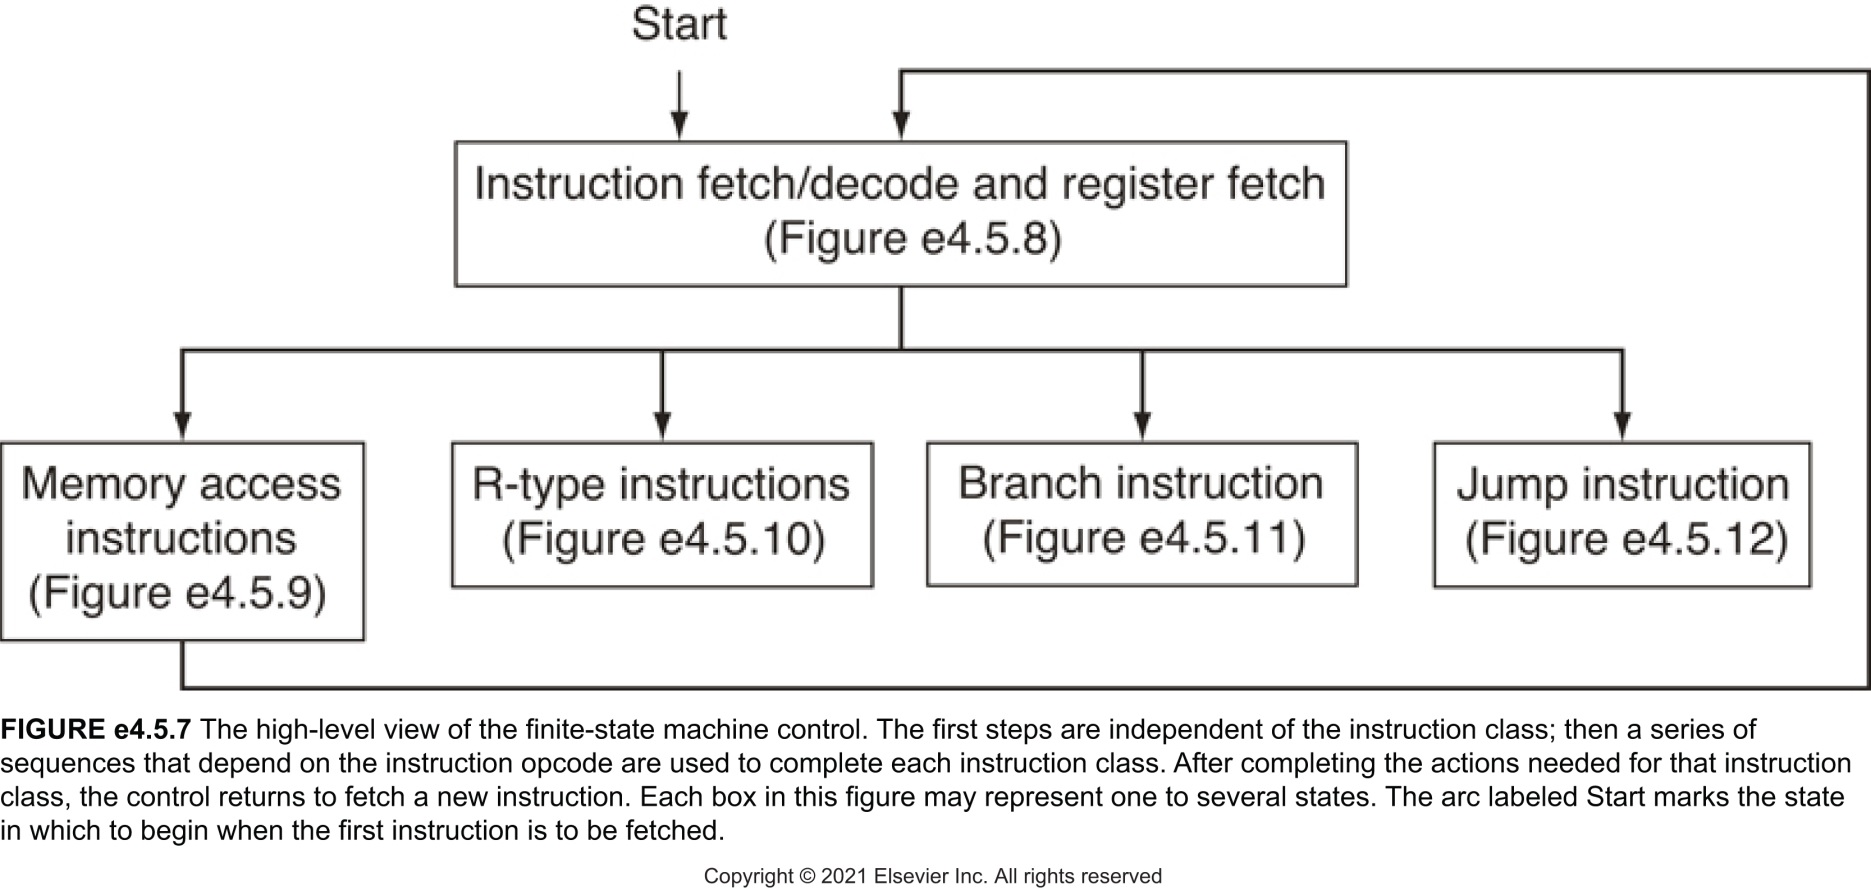 Start
Instruction fetch/decode and register fetch
(Figure e4.5.8)
Memory access
instructions
(Figure e4.5.9)
R-type instructions
(Figure e4.5.10)
Branch instruction
(Figure e4.5.11)
Jump instruction
(Figure e4.5.12)
FIGURE e4.5.7 The high-level view of the finite-state machine control. The first steps are independent of the instruction class; then a series of
sequences that depend on the instruction opcode are used to complete each instruction class. After completing the actions needed for that instruction
class, the control returns to fetch a new instruction. Each box in this figure may represent one to several states. The arc labeled Start marks the state
in which to begin when the first instruction is to be fetched.
Copyright © 2021 Elsevier Inc. All rights reserved